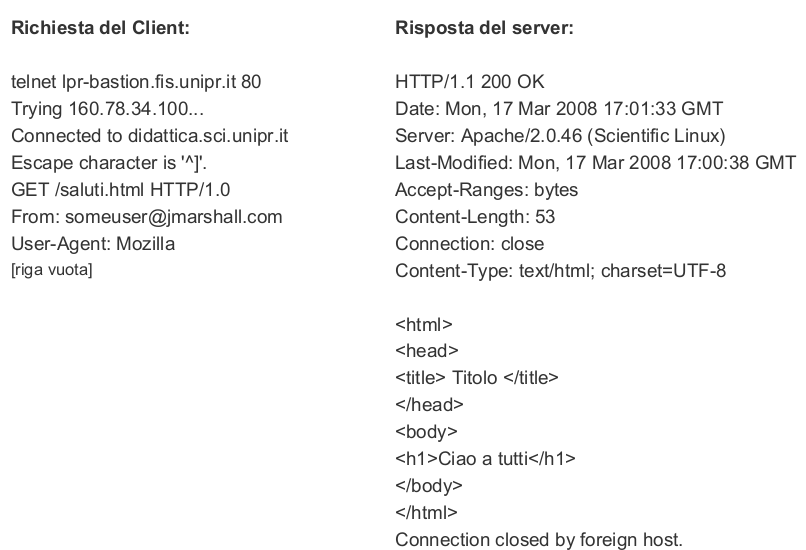 Richiesta del Client:
telnet lpr-bastion.fis.unipr.it 80
Trying 160.78.34.100...
Connected to didattica.sci.unipr.it
Escape character is '^]'.
GET /saluti.html HTTP/1.0
From: someuser@jmarshall.com
User-Agent: Mozilla
[riga vuota]
Risposta del server:
HTTP/1.1 200 OK
Date: Mon, 17 Mar 2008 17:01:33 GMT
Server: Apache/2.0.46 (Scientific Linux)
Last-Modified: Mon, 17 Mar 2008 17:00:38 GMT
Accept-Ranges: bytes
Content-Length: 53
Connection: close
Content-Type: text/html; charset=UTF-8
<html>
<head>
<title> Titolo </title>
</head>
<body>
<h1>Ciao a tutti</h1>
</body>
</html>
Connection closed by foreign host.